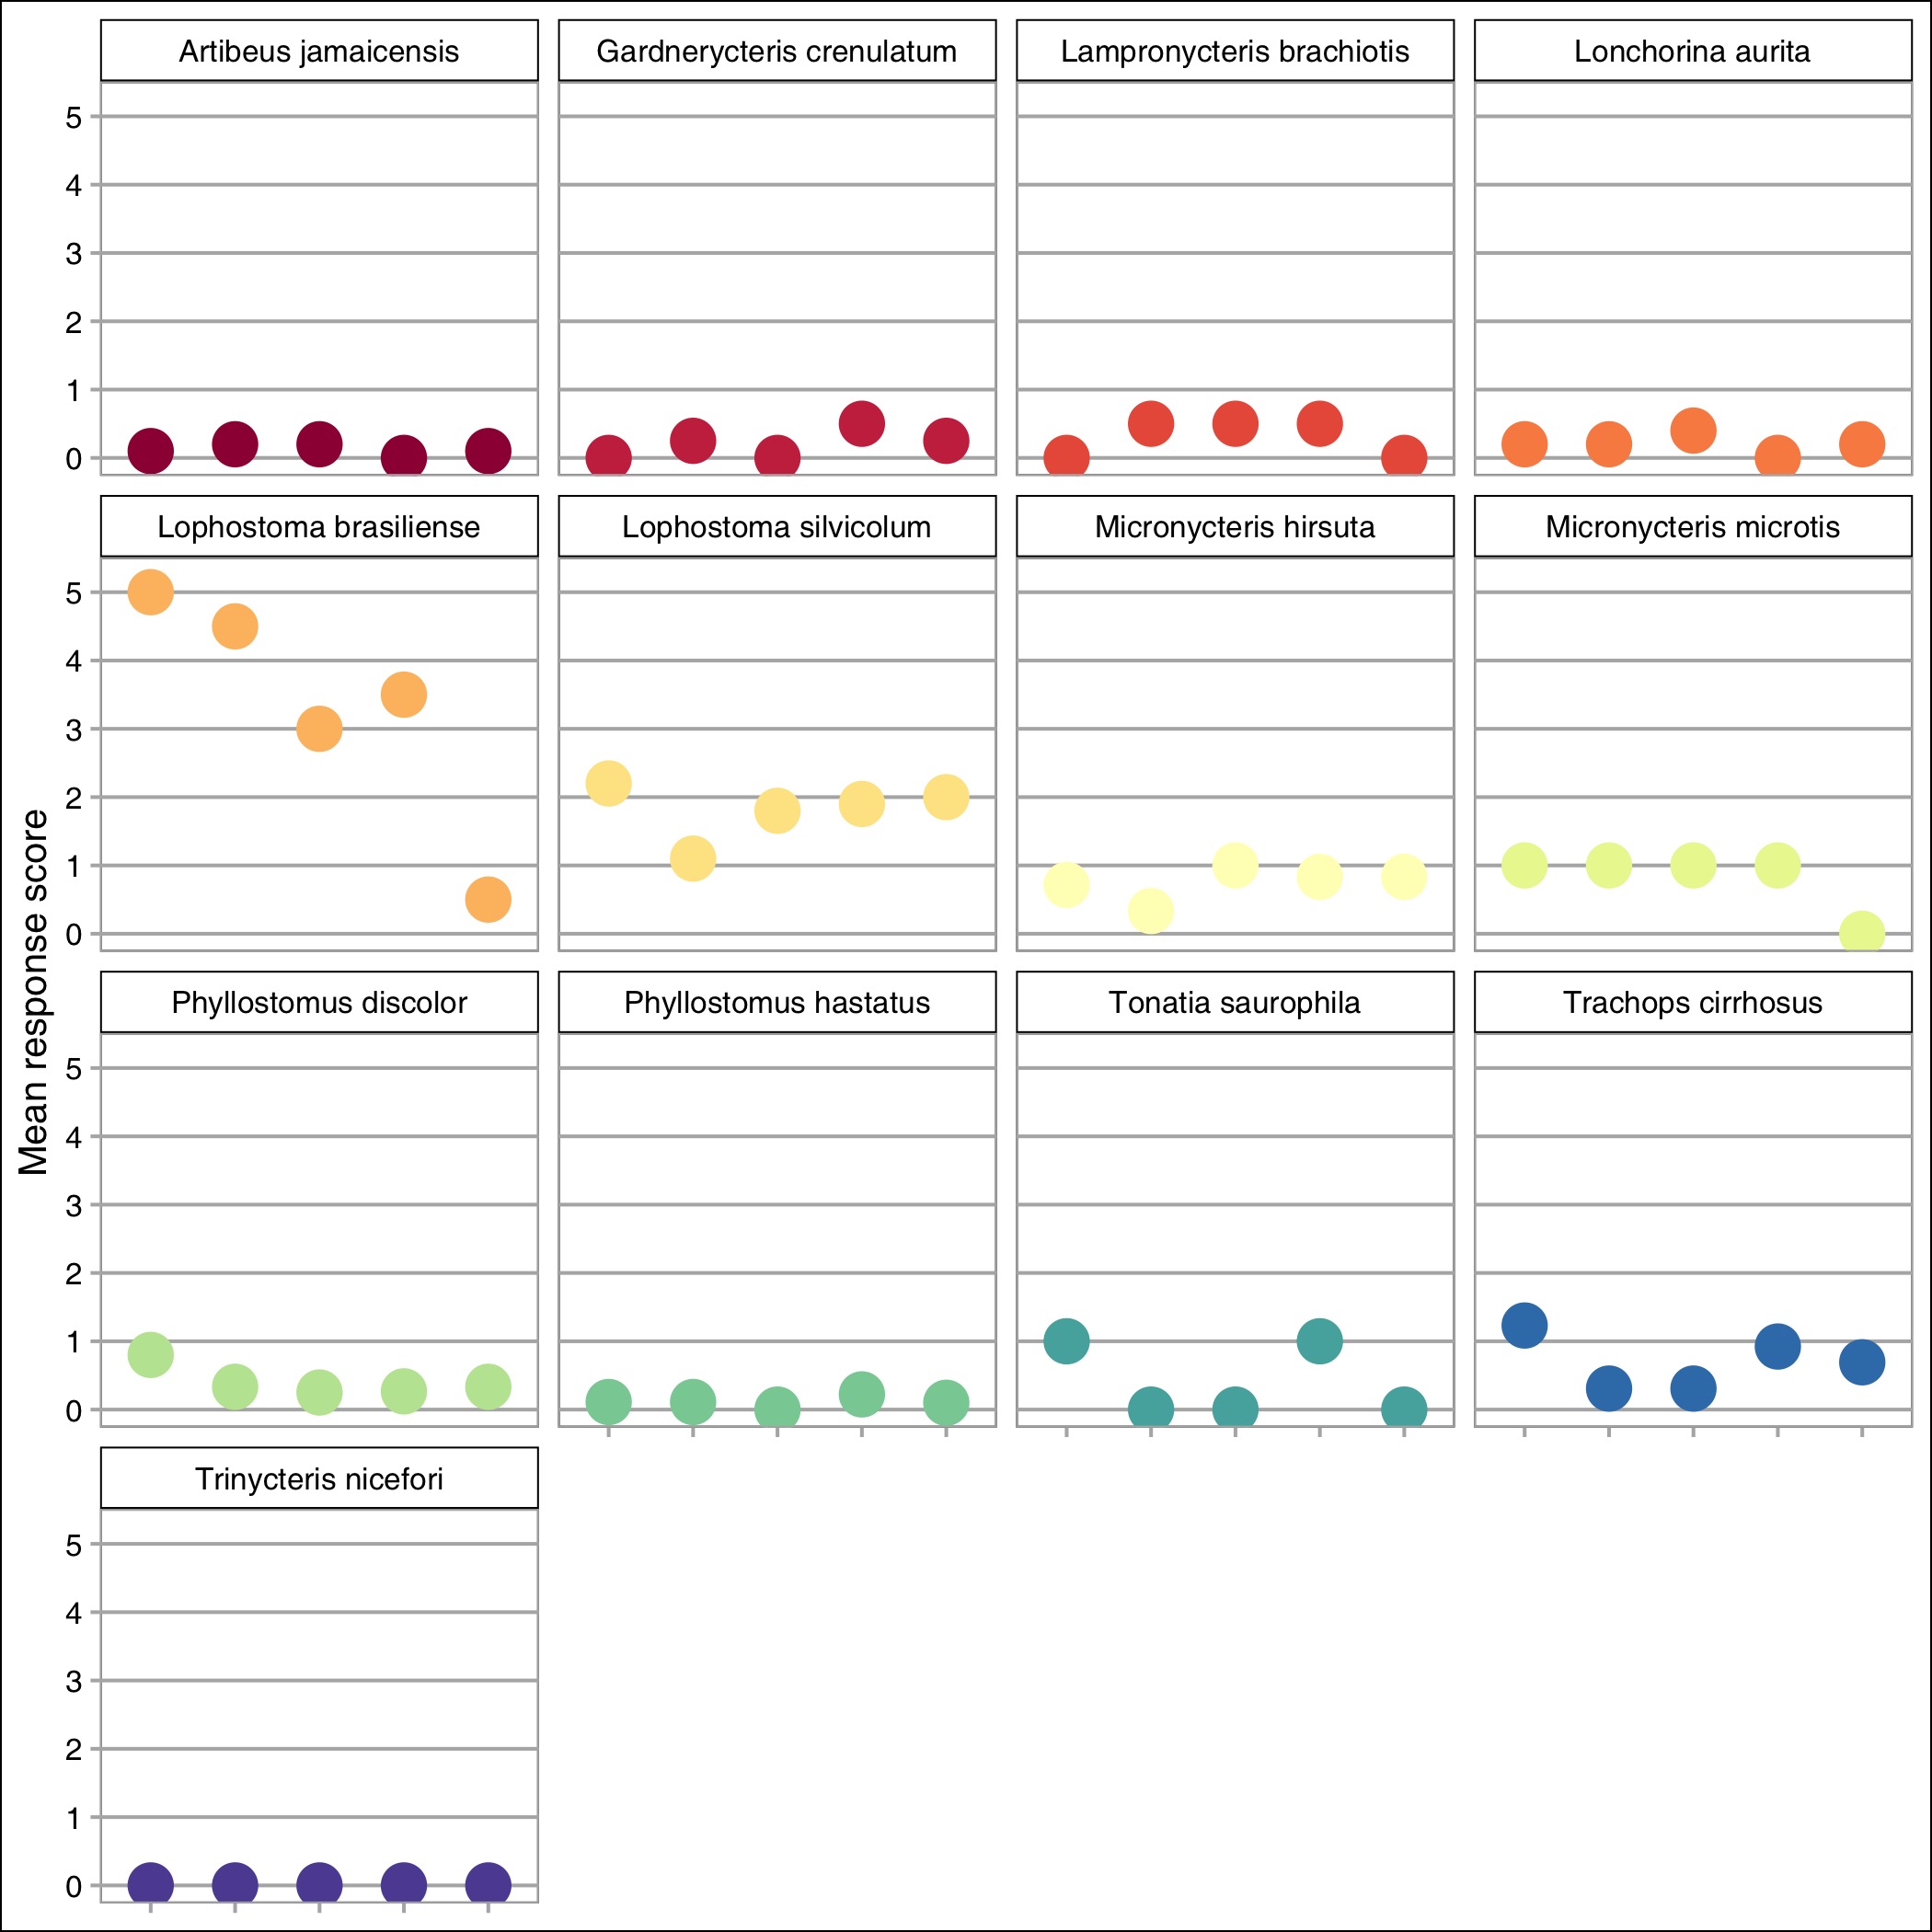 Artibeus jamaicensis
Gardnerycteris crenulatum
Lampronycteris brachiotis
Lonchorina aurita
5
4
3
2
1
0
Lophostoma brasiliense
Lophostoma silvicolum
Micronycteris hirsuta
Micronycteris microtis
5
4
3
2
1
0
Mean response score
Phyllostomus discolor
Phyllostomus hastatus
Tonatia saurophila
Trachops cirrhosus
5
4
3
2
1
0
Trinycteris nicefori
5
4
3
2
1
0